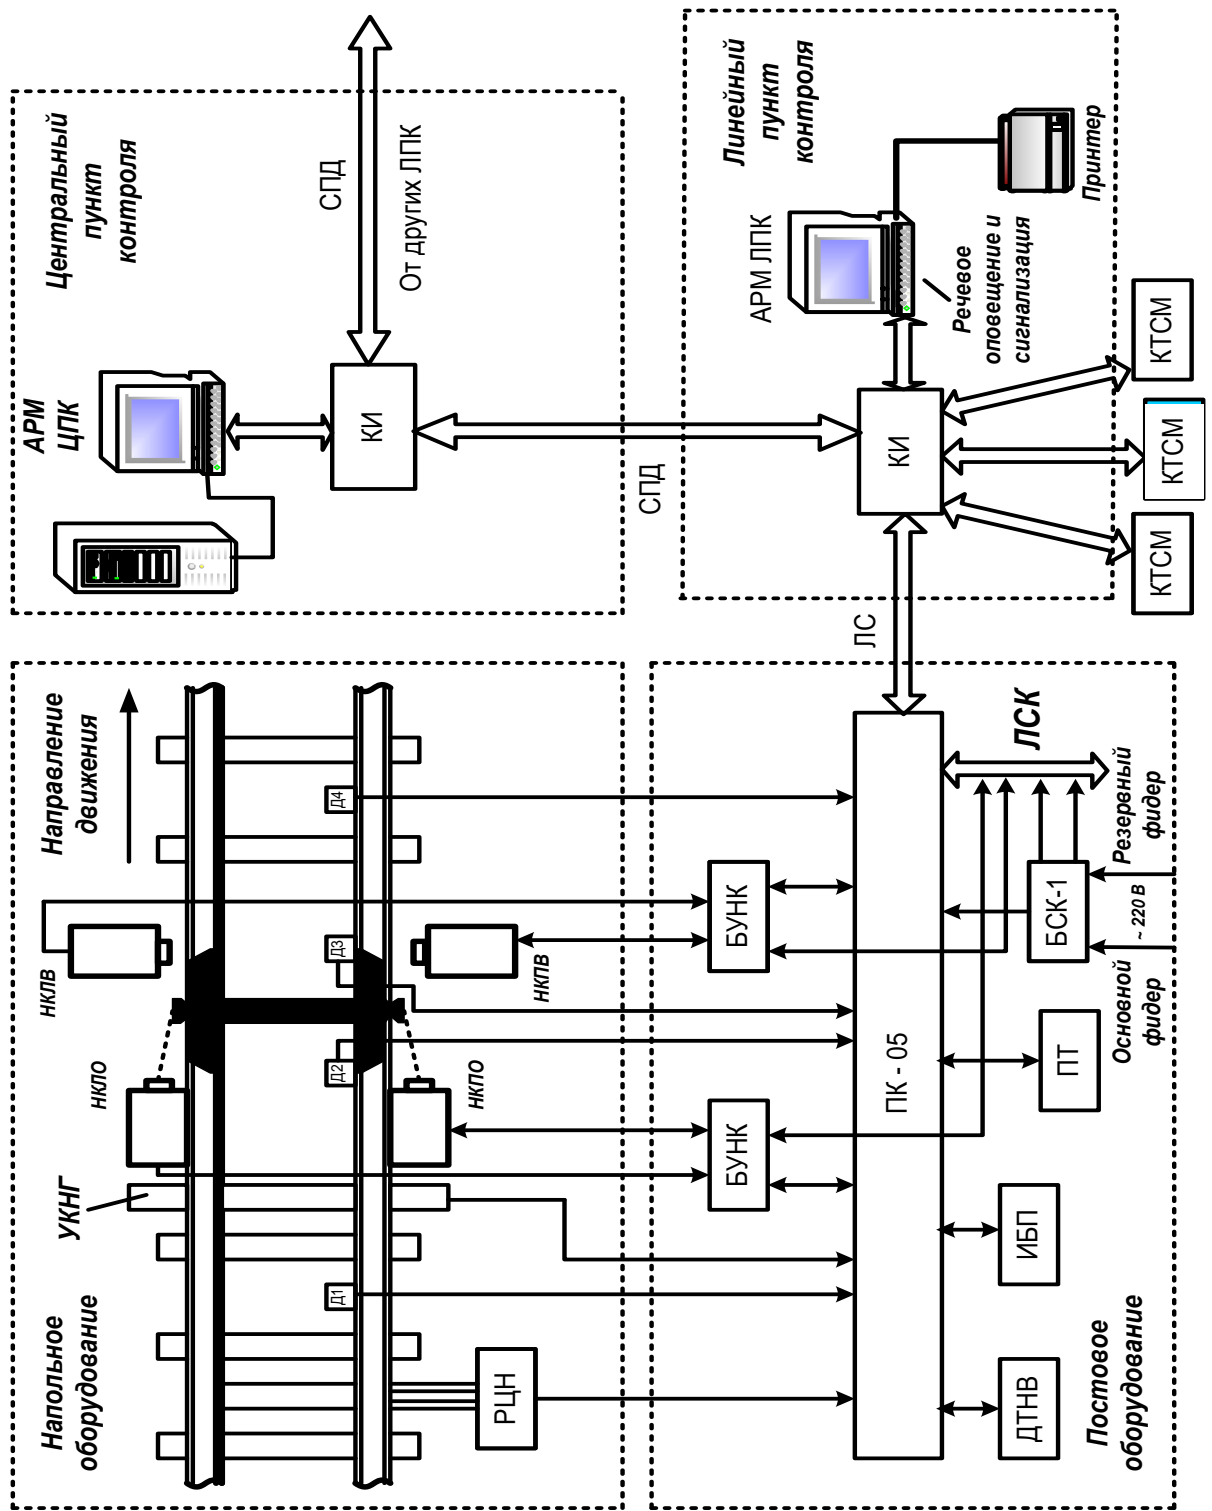 Напольное
оборудование
Направление
движения
УКНГ
НКЛО
НКЛВ
Д1
Д2
Д3
Д4
НКПО
НКПВ
РЦН
Центральный
пункт
контроля
АРМ
ЦПК
КИ
СПД
От других ЛПК
СПД
Линейный
пункт
контроля
АРМ ЛПК
Принтер
Речевое
оповещение и
сигнализация
КИ
КТСМ
КТСМ
КТСМ
ЛС
БУНК
БУНК
ПК - 05
ЛСК
ДТНВ
ИБП
ПТ
БСК-1
Основной
фидер
~ 220 В
Резервный
фидер
Постовое
оборудование